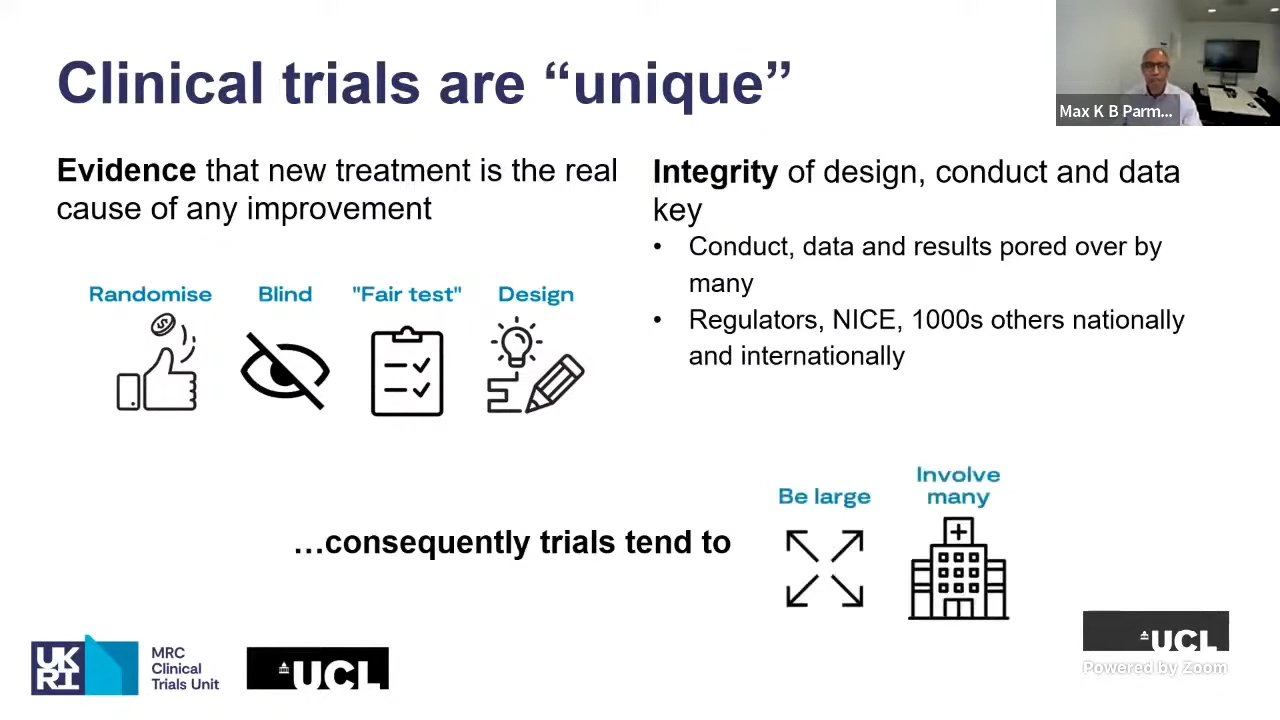 Clinical trials are “unique”
Max K B Parm...
Evidence that new treatment is the real
cause of any improvement
Randomise
Blind
"Fair test"
Design
Integrity of design, conduct and data
key
• Conduct, data and results pored over by
many
• Regulators, NICE, 1000s others nationally
and internationally
…consequently trials tend to
Be large
Involve
many
UK
RI
MRC
Clinical
Trials Unit
UCL
UCL
Powered by Zoom